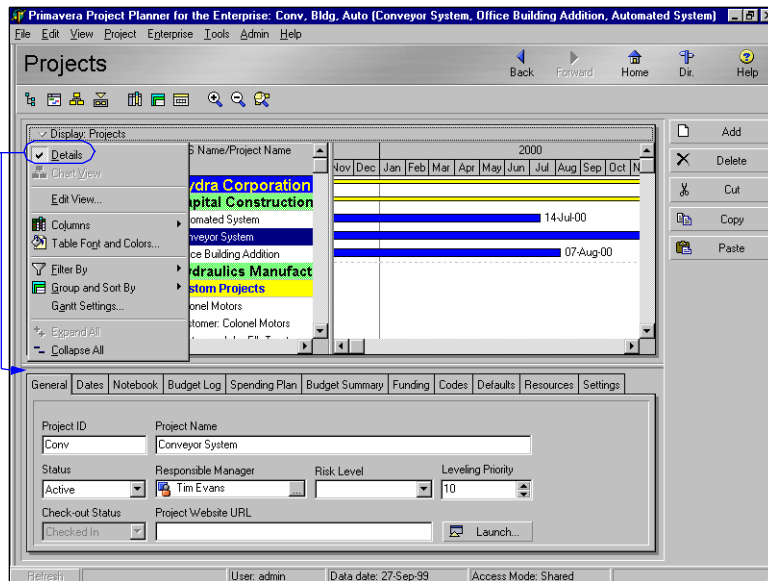 Primavera Project Planner for the Enterprise: Conv, Bldg, Auto (Conveyor System, Office Building Addition, Automated System)
File Edit View Project Enterprise Tools Admin Help
Projects
Back Forward Home Dir. Help
Display: Projects
Details
Chart View
Edit View...
Columns
Table Font and Colors...
Filter By
Group and Sort By
Gantt Settings...
Expand All
Collapse All
S Name/Project Name
ydra Corporation
apital Construction
omated System
nveyor System
ce Building Addition
ydraulics Manufact
stom Projects
onel Motors
stomer: Colonel Motors
2000
Nov Dec Jan Feb Mar Apr May Jun Jul Aug Sep Oct N
14-Jul-00
07-Aug-00
Add
Delete
Cut
Copy
Paste
General Dates Notebook Budget Log Spending Plan Budget Summary Funding Codes Defaults Resources Settings
Project ID Project Name
Conv Conveyor System
Status Responsible Manager Risk Level Leveling Priority
Active Tim Evans ... 10
Check-out Status Project Website URL
Checked In Launch...
Refresh User: admin Data date: 27-Sep-99 Access Mode: Shared